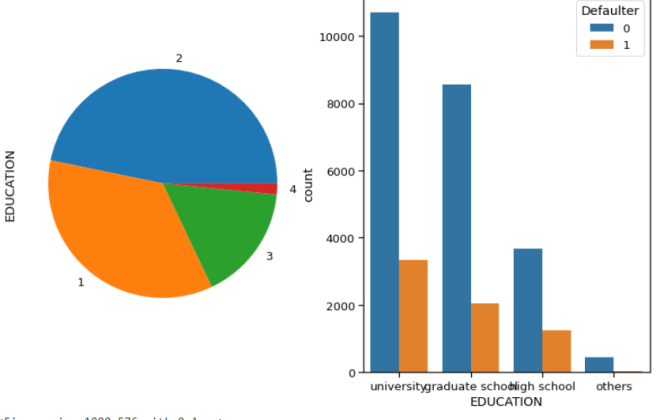 2
EDUCATION
4
3
1
Defaulter
0
1
10000
8000
6000
4000
2000
0
count
university
graduate school
high school
others
EDUCATION